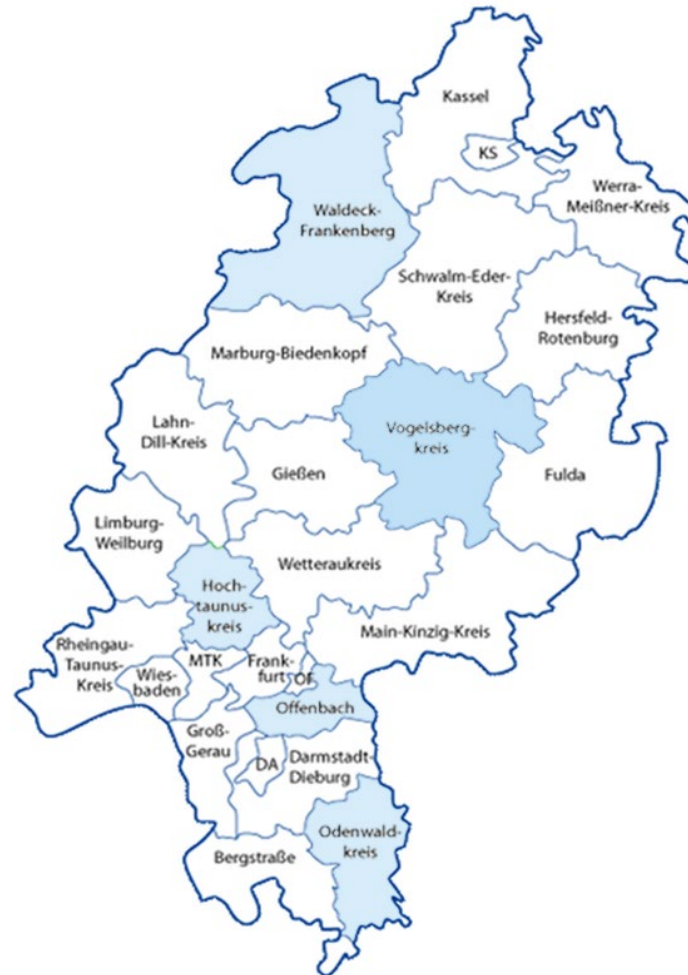 Kassel
KS
Werra-
Meißner-Kreis
Waldeck-
Frankenberg
Schwalm-Eder-
Kreis
Hersfeld-
Rotenburg
Marburg-Biedenkopf
Lahn-
Dill-Kreis
Vogelsberg-
kreis
Gießen
Fulda
Limburg-
Weilburg
Wetteraukreis
Hoch-
taunus-
kreis
Main-Kinzig-Kreis
Rheingau-
Taunus-
Kreis
Wies-
baden
MTK
Frank-
furt
OF
Offenbach
Groß-
Gerau
DA
Darmstadt-
Dieburg
Odenwald-
kreis
Bergstraße